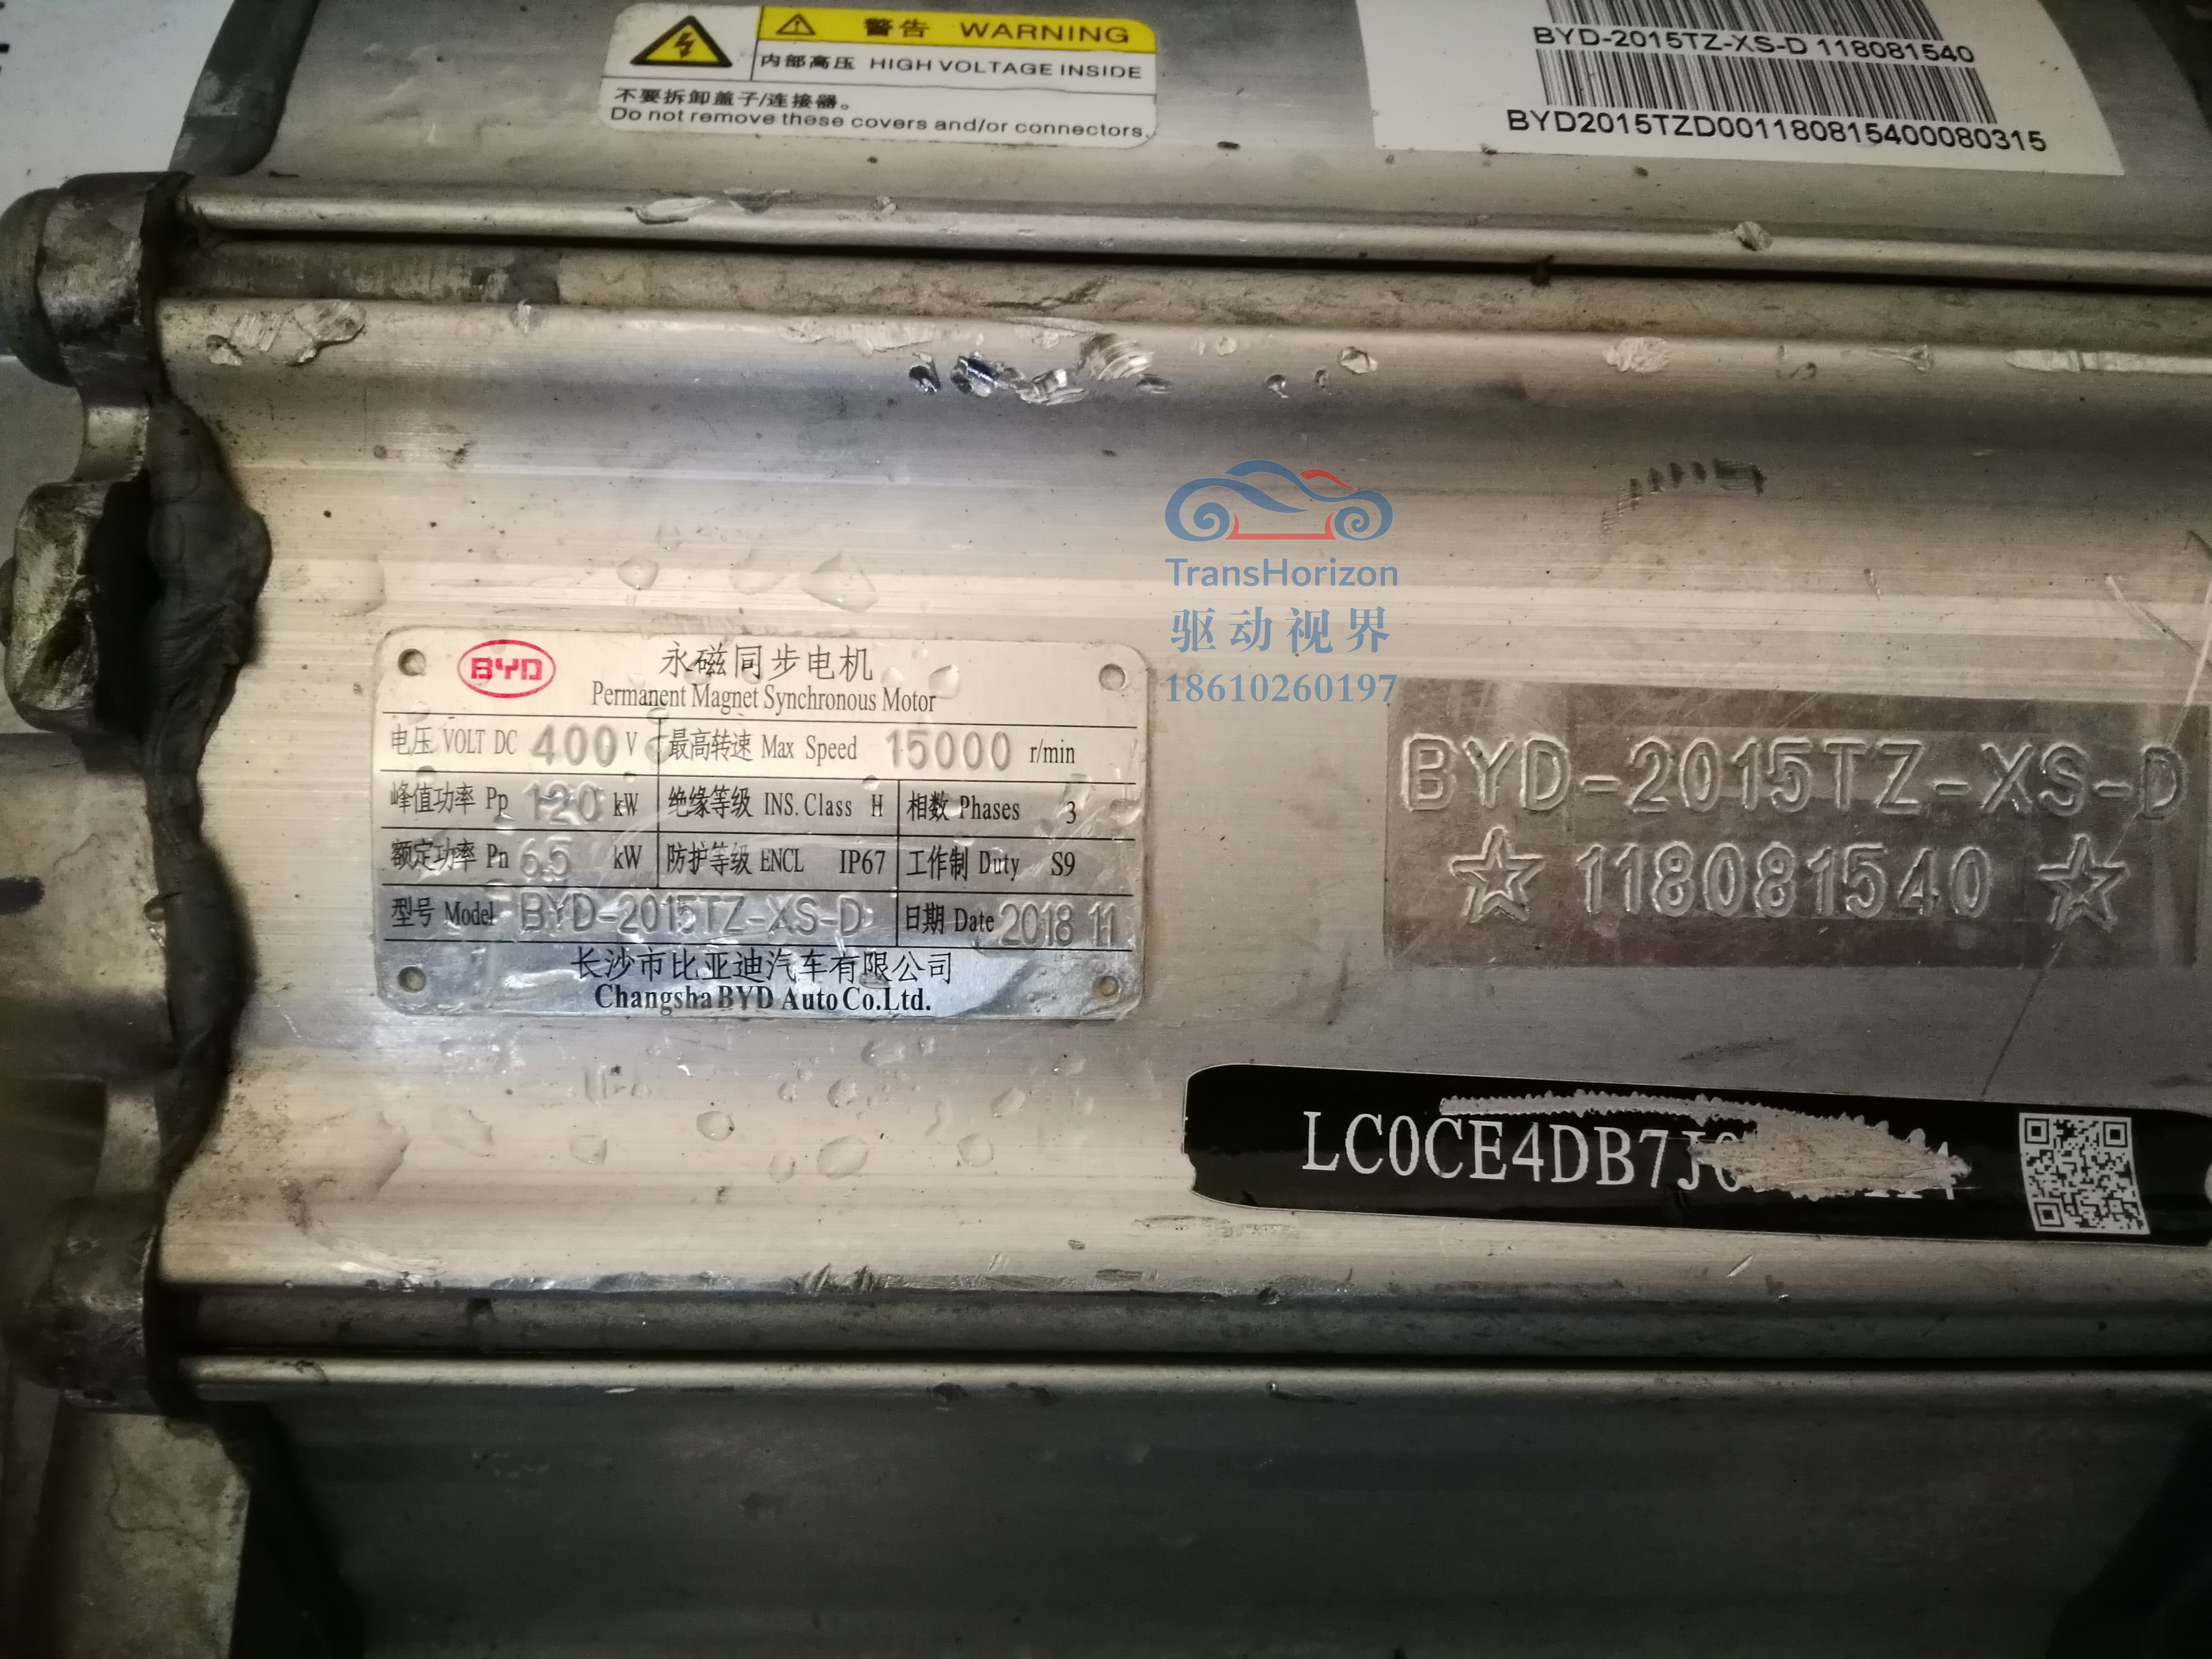 警告 WARNING
内部高压 HIGH VOLTAGE INSIDE
不要拆卸盖子/连接器。
Do not remove these covers and/or connectors.
BYD-2015TZ-XS-D 118081540
BYD2015TZD001180815400080315
TransHorizon
驱动视界
18610260197
BYD
永磁同步电机
Permanent Magnet Synchronous Motor
电压 VOLT DC 400 V 最高转速 Max Speed 15000 r/min
峰值功率 Pp 120 kW 绝缘等级 INS. Class H 相数 Phases 3
额定功率 Pn 65 kW 防护等级 ENCL IP67 工作制 Duty S9
型号 Model BYD-2015TZ-XS-D 日期 Date 2018 11
长沙市比亚迪汽车有限公司
Changsha BYD Auto Co.Ltd.
BYD-2015TZ-XS-D
☆ 118081540 ☆
LC0CE4DB7J